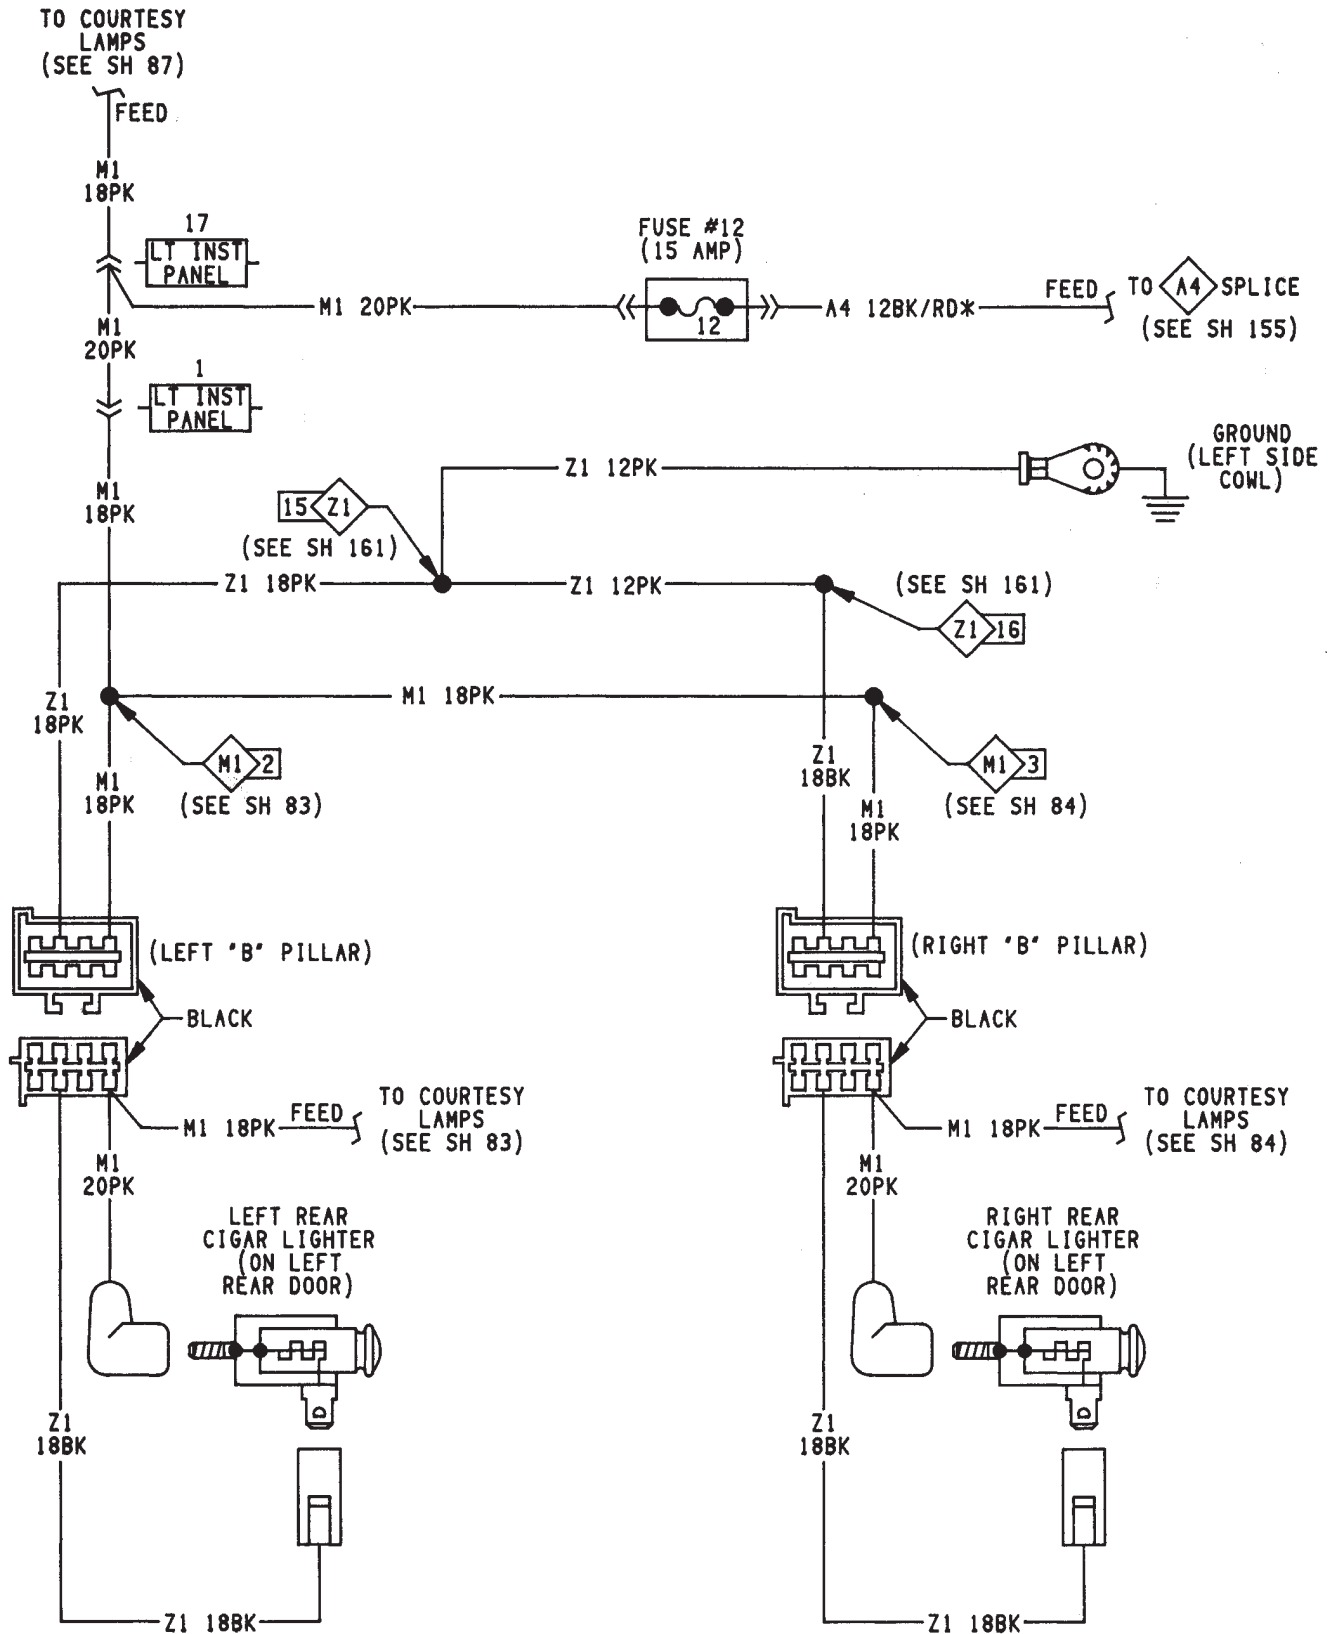 TO COURTESY
LAMPS
(SEE SH 87)
FEED
M1
18PK
17
LT INST
PANEL
FUSE #12
(15 AMP)
M1 20PK
12
A4 12BK/RD*
FEED
TO A4 SPLICE
(SEE SH 155)
M1
20PK
1
LT INST
PANEL
GROUND
(LEFT SIDE
COWL)
Z1 12PK
M1
18PK
15 Z1
(SEE SH 161)
Z1 18PK
Z1 12PK
(SEE SH 161)
Z1 16
Z1
18PK
M1 18PK
M1 2
(SEE SH 83)
M1
18PK
Z1
18BK
M1 3
(SEE SH 84)
M1
18PK
(LEFT "B" PILLAR)
(RIGHT "B" PILLAR)
BLACK
BLACK
M1 18PK
FEED
TO COURTESY
LAMPS
(SEE SH 83)
M1 18PK
FEED
TO COURTESY
LAMPS
(SEE SH 84)
M1
20PK
M1
20PK
LEFT REAR
CIGAR LIGHTER
(ON LEFT
REAR DOOR)
RIGHT REAR
CIGAR LIGHTER
(ON LEFT
REAR DOOR)
Z1
18BK
Z1
18BK
Z1 18BK
Z1 18BK